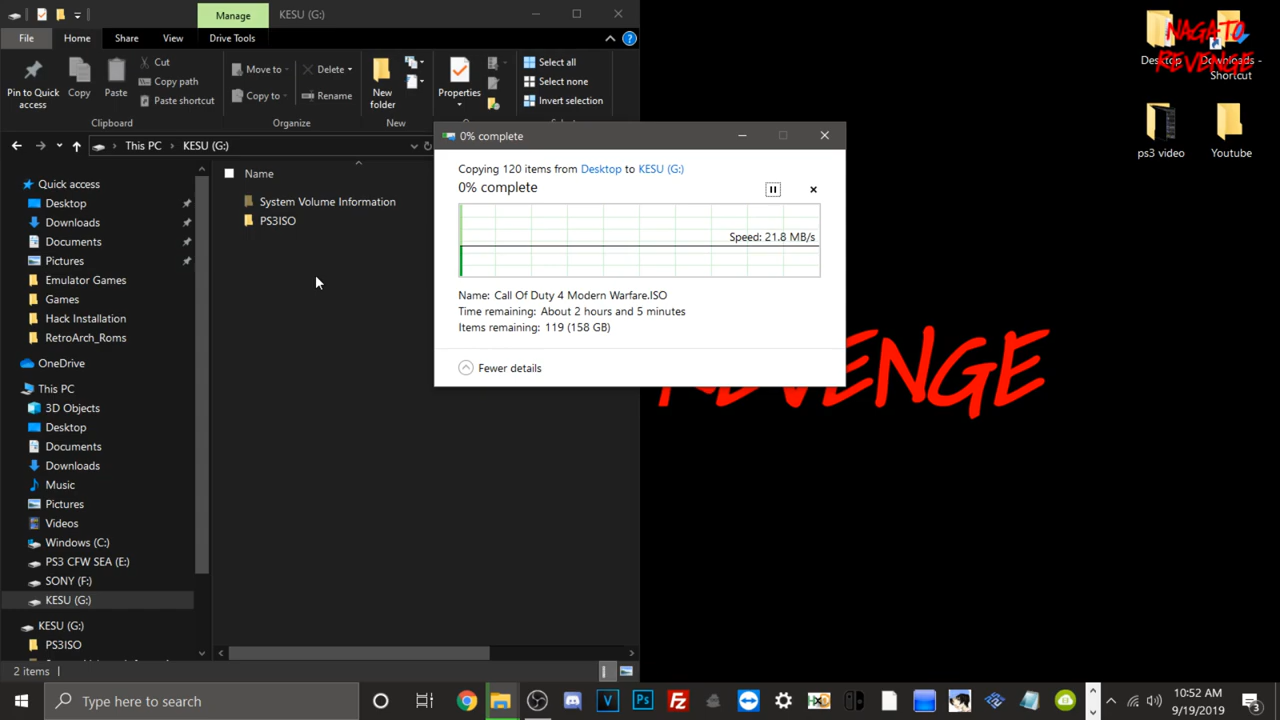 Manage
KESU (G:)
File
Home
Share
View
Drive Tools
Pin to Quick
access
Copy
Paste
Cut
Copy path
Paste shortcut
Clipboard
Move to
Copy to
Delete
Rename
Organize
New
folder
New
Properties
Select all
Select none
Invert selection
This PC
KESU (G:)
Name
System Volume Information
PS3ISO
Quick access
Desktop
Downloads
Documents
Pictures
Emulator Games
Games
Hack Installation
RetroArch_Roms
OneDrive
This PC
3D Objects
Desktop
Documents
Downloads
Music
Pictures
Videos
Windows (C:)
PS3 CFW SEA (E:)
SONY (F:)
KESU (G:)
KESU (G:)
PS3ISO
2 items
0% complete
Copying 120 items from Desktop to KESU (G:)
0% complete
Speed: 21.8 MB/s
Name: Call Of Duty 4 Modern Warfare.ISO
Time remaining: About 2 hours and 5 minutes
Items remaining: 119 (158 GB)
Fewer details
REVENGE
NAGATO
REVENGE
Desktop
Downloads -
Shortcut
ps3 video
Youtube
Type here to search
10:52 AM
9/19/2019
3